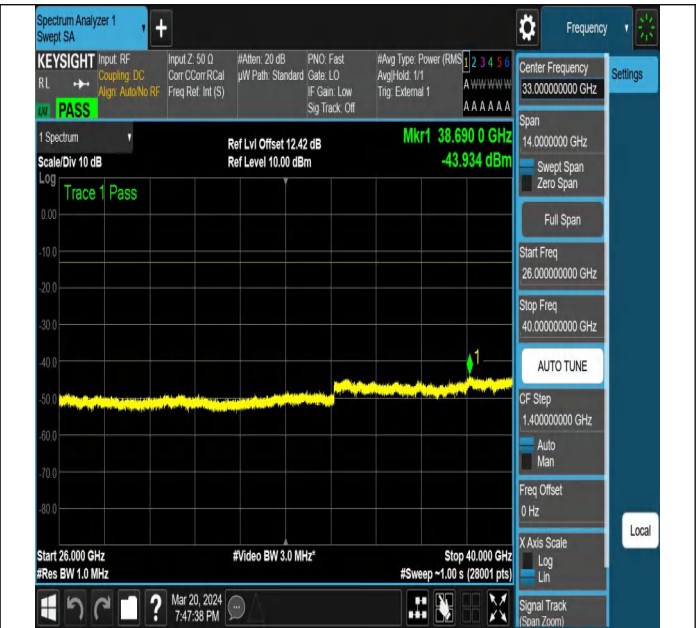 Spectrum Analyzer 1
Swept SA
+
Frequency
KEYSIGHT
RL
PASS
Input: RF
Coupling: DC
Align: Auto/No RF
Input Z: 50 Ω
Corr CCorr RCal
Freq Ref: Int (S)
#Atten: 20 dB
µW Path: Standard
PNO: Fast
Gate: LO
IF Gain: Low
Sig Track: Off
#Avg Type: Power (RMS
Avg|Hold: 1/1
Trig: External 1
1 2 3 4 5 6
A W W W W W
A A A A A A
1 Spectrum
Scale/Div 10 dB
Ref Lvl Offset 12.42 dB
Ref Level 10.00 dBm
Mkr1 38.690 0 GHz
-43.934 dBm
Log
Trace 1 Pass
0.00
-10.0
-20.0
-30.0
-40.0
-50.0
-60.0
-70.0
-80.0
1
Start 26.000 GHz
#Res BW 1.0 MHz
#Video BW 3.0 MHz*
Stop 40.000 GHz
#Sweep ~1.00 s (28001 pts)
Mar 20, 2024
7:47:38 PM
?
Center Frequency
33.000000000 GHz
Settings
Span
14.0000000 GHz
Swept Span
Zero Span
Full Span
Start Freq
26.000000000 GHz
Stop Freq
40.000000000 GHz
AUTO TUNE
CF Step
1.400000000 GHz
Auto
Man
Freq Offset
0 Hz
X Axis Scale
Log
Lin
Local
Signal Track
(Span Zoom)